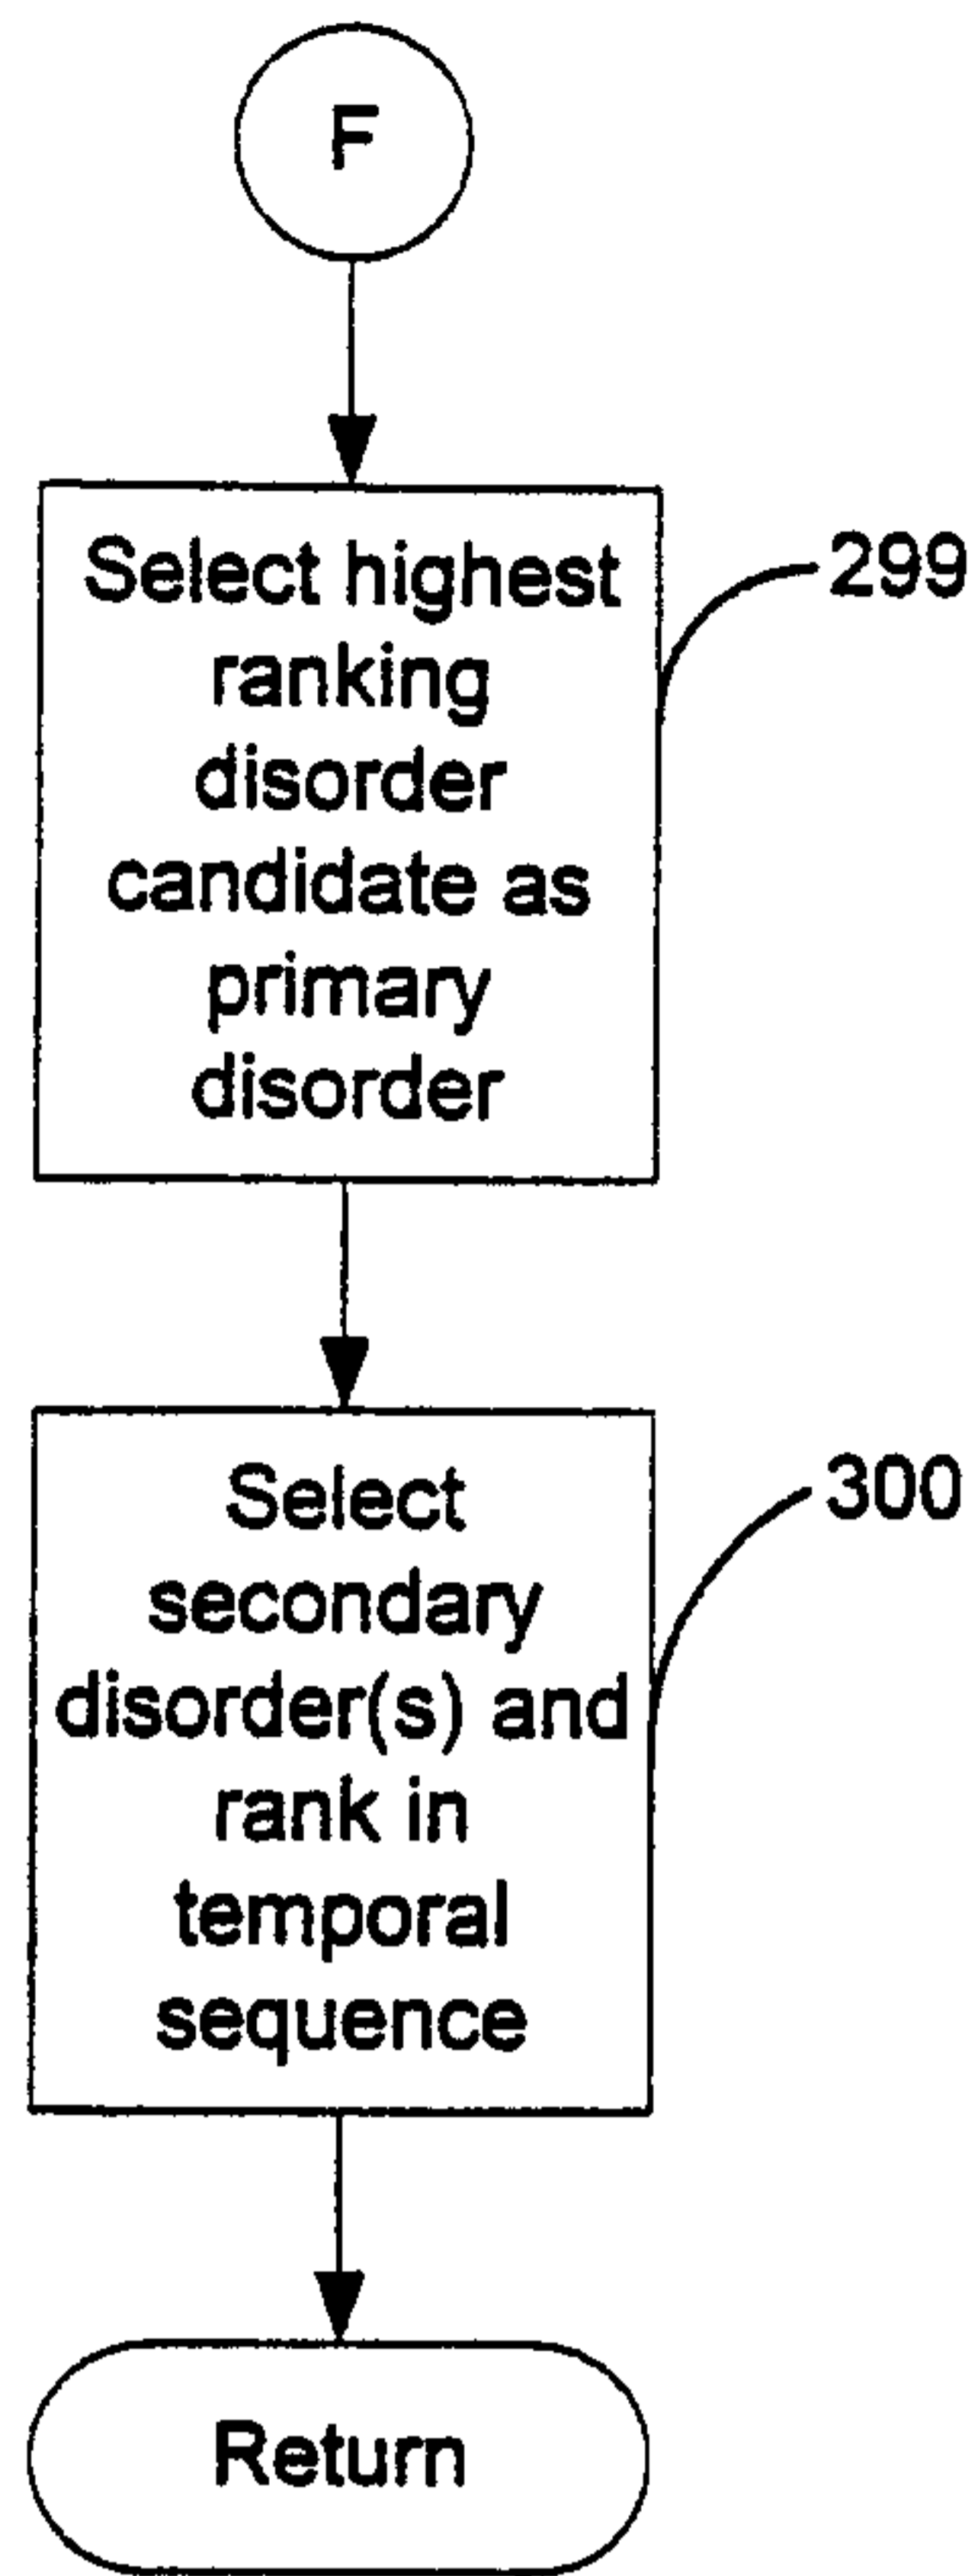 F
Select highest
ranking
disorder
candidate as
primary
disorder
299
Select
secondary
disorder(s) and
rank in
temporal
sequence
300
Return